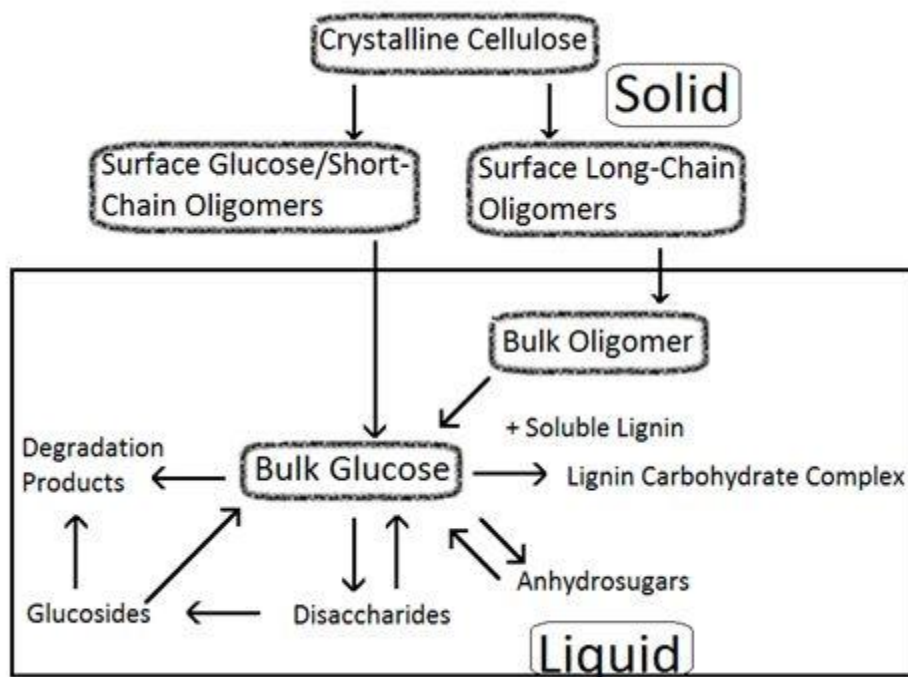 Crystalline Cellulose
Solid
Surface Glucose/Short-
Chain Oligomers
Surface Long-Chain
Oligomers
Bulk Oligomer
+ Soluble Lignin
Degradation
Products
Bulk Glucose
Lignin Carbohydrate Complex
Glucosides
Disaccharides
Anhydrosugars
Liquid